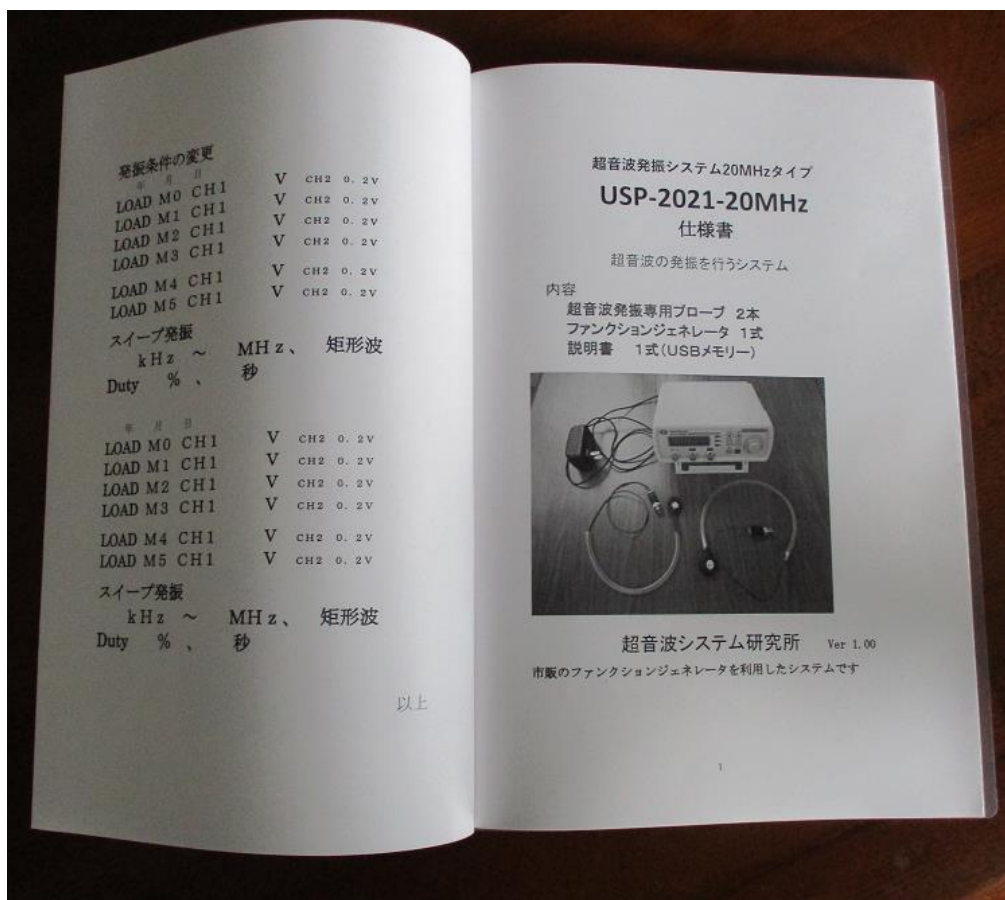 発振条件の変更
年 月 日
LOAD M0 CH1 V CH2 0.2V
LOAD M1 CH1 V CH2 0.2V
LOAD M2 CH1 V CH2 0.2V
LOAD M3 CH1 V CH2 0.2V
LOAD M4 CH1 V CH2 0.2V
LOAD M5 CH1 V CH2 0.2V
スイープ発振
kHz ~ MHz、 矩形波
Duty % 、 秒
年 月 日
LOAD M0 CH1 V CH2 0.2V
LOAD M1 CH1 V CH2 0.2V
LOAD M2 CH1 V CH2 0.2V
LOAD M3 CH1 V CH2 0.2V
LOAD M4 CH1 V CH2 0.2V
LOAD M5 CH1 V CH2 0.2V
スイープ発振
kHz ~ MHz、 矩形波
Duty % 、 秒
以上
超音波発振システム20MHzタイプ
USP-2021-20MHz
仕様書
超音波の発振を行うシステム
内容
超音波発振専用プローブ 2本
ファンクションジェネレータ 1式
説明書 1式(USBメモリー)
超音波システム研究所 Ver 1.00
市販のファンクションジェネレータを利用したシステムです
1